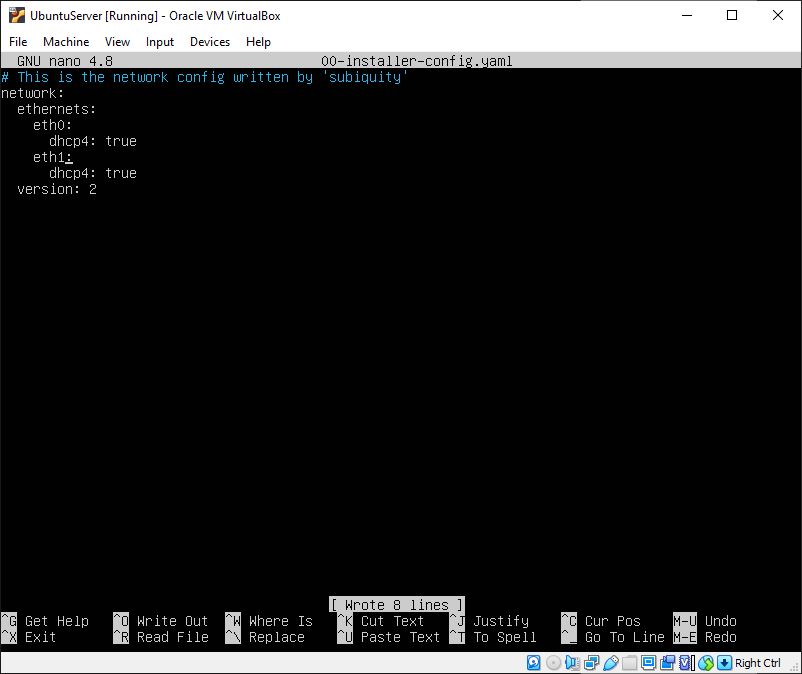 UbuntuServer [Running] - Oracle VM VirtualBox
File Machine View Input Devices Help
GNU nano 4.8 00-installer-config.yaml
# This is the network config written by 'subiquity'
network:
  ethernets:
    eth0:
      dhcp4: true
    eth1:
      dhcp4: true
  version: 2
[ Wrote 8 lines ]
^G Get Help ^O Write Out ^W Where Is ^K Cut Text ^J Justify ^C Cur Pos M-U Undo
^X Exit ^R Read File ^\ Replace ^U Paste Text ^T To Spell ^_ Go To Line M-E Redo
Right Ctrl